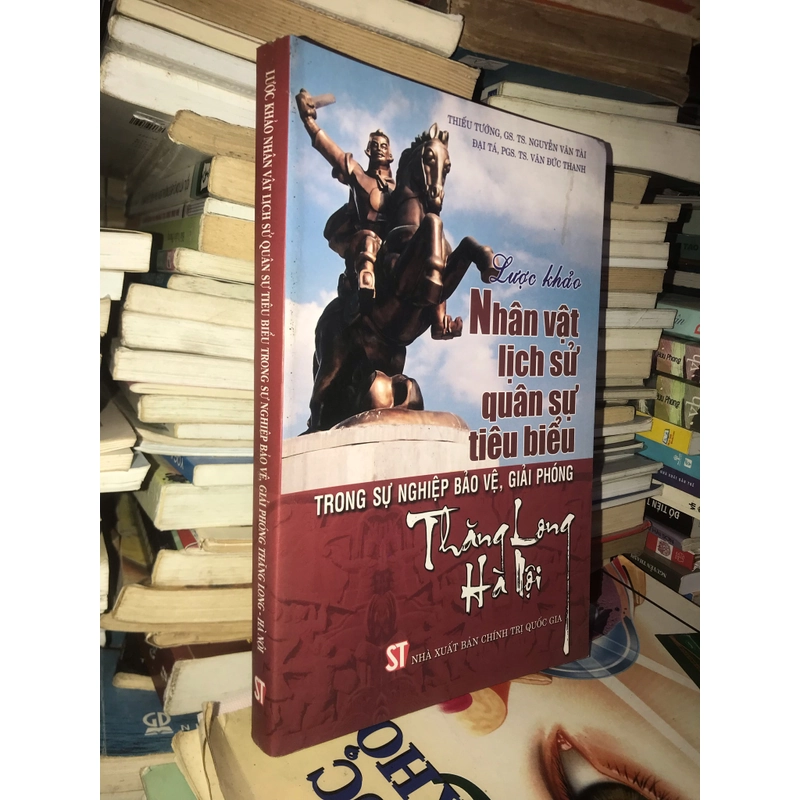 THIẾU TƯỚNG, GS. TS. NGUYỄN VĂN TÀI
ĐẠI TÁ, PGS. TS. VĂN ĐỨC THANH
Lược khảo
Nhân vật
lịch sử
quân sự
tiêu biểu
TRONG SỰ NGHIỆP BẢO VỆ, GIẢI PHÓNG
Thăng Long
Hà Nội
ST NHÀ XUẤT BẢN CHÍNH TRỊ QUỐC GIA
LƯỢC KHẢO NHÂN VẬT LỊCH SỬ QUÂN SỰ TIÊU BIỂU TRONG SỰ NGHIỆP BẢO VỆ, GIẢI PHÓNG THĂNG LONG - HÀ NỘI
ST